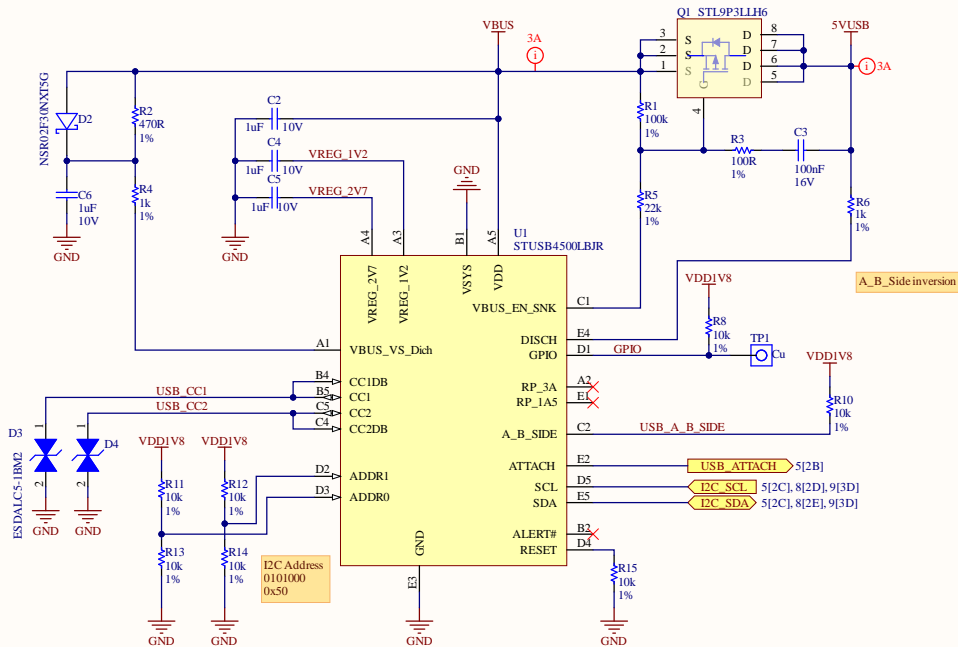 Q1 STL9P3LLH6
VBUS
5VUSB
3A
3 S D 8
2 S D 7
1 S D 6
G D 5
4
3A
NSR02F30NXT5G
D2
R2
470R
1%
C2
1uF 10V
C4
1uF 10V
VREG_1V2
C5
1uF 10V
VREG_2V7
R1
100k
1%
R3
100R
1%
C3
100nF
16V
C6
1uF
10V
GND
R4
1k
1%
GND
GND
R5
22k
1%
R6
1k
1%
U1
STUSB4500LBJR
A4 A3 B1 A5
VREG_2V7
VREG_1V2
VSYS
VDD
VBUS_EN_SNK C1
A_B_Side inversion
VDD1V8
R8
10k
1%
DISCH E4
GPIO D1 GPIO
TP1
Cu
A1 VBUS_VS_Dich
VDD1V8
R10
10k
1%
RP_3A A2
RP_1A5 E1
B4 CC1DB
USB_CC1 B5 CC1
USB_CC2 C5 CC2
C4 CC2DB
A_B_SIDE C2 USB_A_B_SIDE
ESDALC5-1BM2
D3 1 2
D4 1 2
GND GND
VDD1V8 VDD1V8
ATTACH E2 USB_ATTACH 5[2B]
D2 ADDR1
D3 ADDR0
SCL D5 I2C_SCL 5[2C], 8[2D], 9[3D]
SDA E5 I2C_SDA 5[2C], 8[2E], 9[3D]
R11
10k
1%
R12
10k
1%
ALERT# B2
RESET D4
R13
10k
1%
R14
10k
1%
I2C Address
0101000
0x50
GND
E3
R15
10k
1%
GND GND GND GND